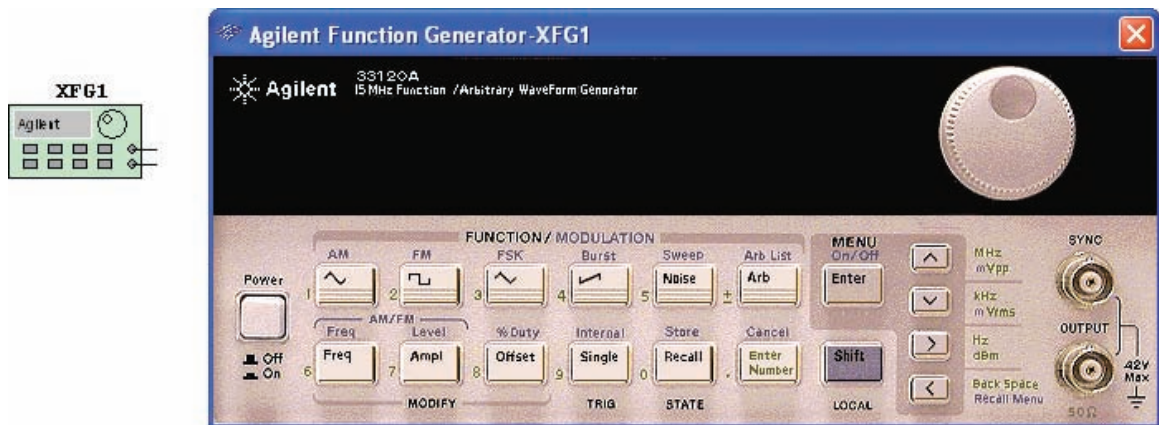 Agilent Function Generator-XFG1
XFG1
Agilent
Agilent 33120A
15 MHz Function /Arbitrary WaveForm Genorator
FUNCTION/ MODULATION
AM FM FSK Burst Sweep Arb List
MENU
On/Off
SYNC
Power
1 2 3 4 5 Noise ± Arb
Enter
MHz
mVpp
kHz
mVrms
AM/FM
Freq Level % Duty Internal Store Cancel
OUTPUT
Off
On
6 Freq 7 Ampl 8 Offset 9 Single 0 Recall . Enter Number
Shift
Hz
dBm
42V
Max
Back Space
Recall Menu
MODIFY TRIG STATE LOCAL
50Ω